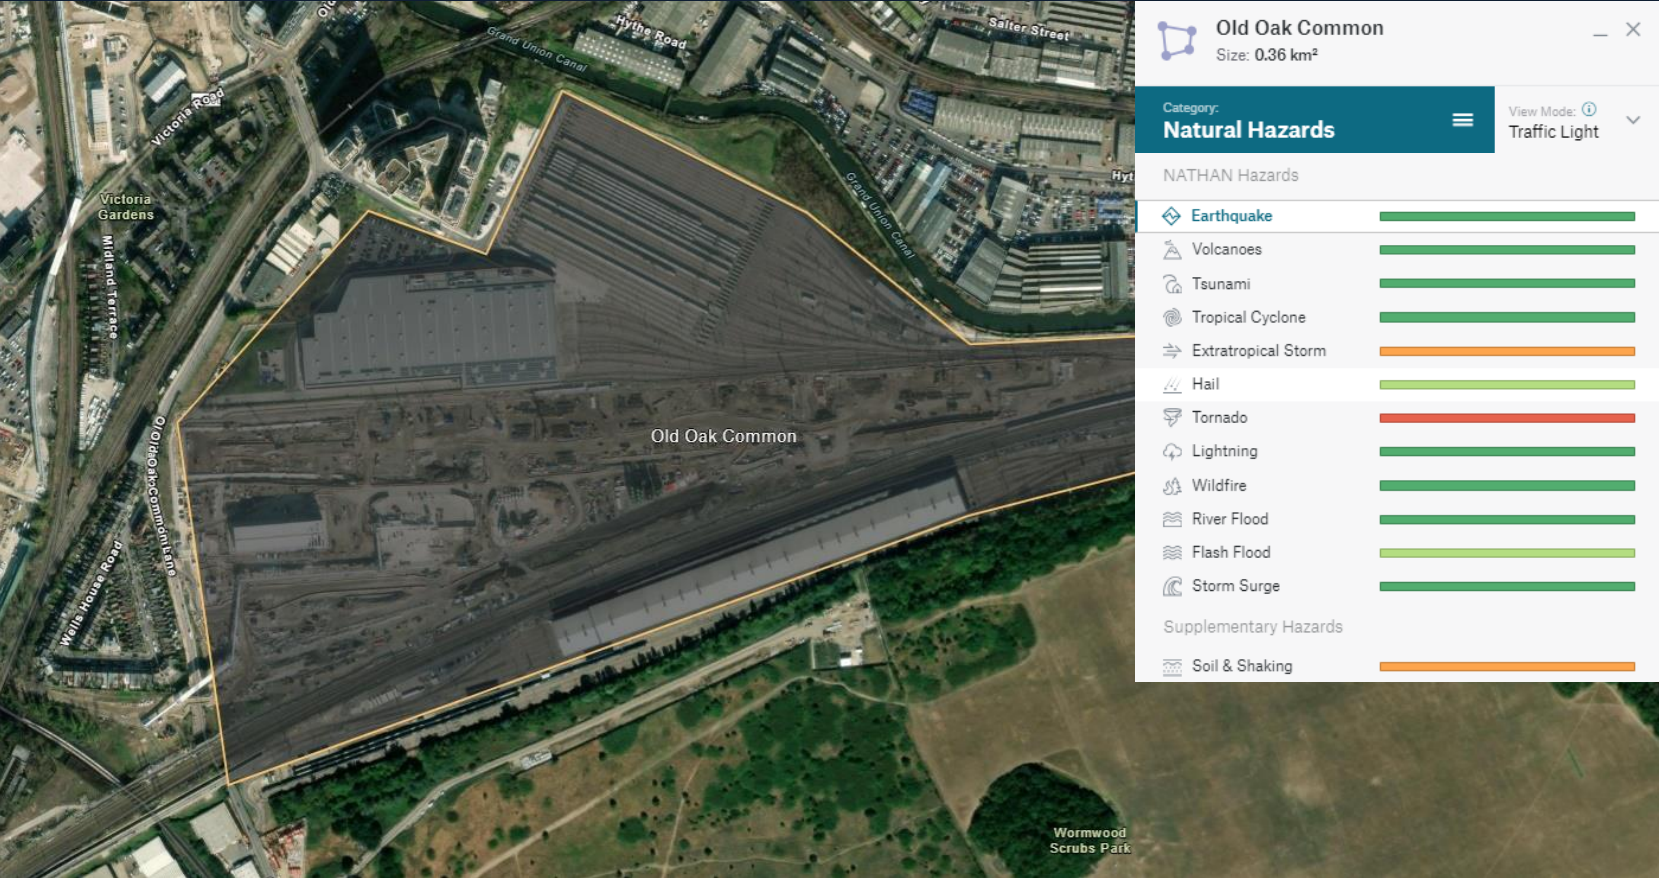 Old
Hythe Road
Salter Street
Grand Union Canal
Victoria Road
Victoria
Gardens
Midland Terrace
Grand Union Canal
Hyt
Old Oak Common Lane
Wells House Road
Old Oak Common
Wormwood
Scrubs Park
Old Oak Common
Size: 0.36 km²
Category:
Natural Hazards
View Mode:
Traffic Light
NATHAN Hazards
Earthquake
Volcanoes
Tsunami
Tropical Cyclone
Extratropical Storm
Hail
Tornado
Lightning
Wildfire
River Flood
Flash Flood
Storm Surge
Supplementary Hazards
Soil & Shaking